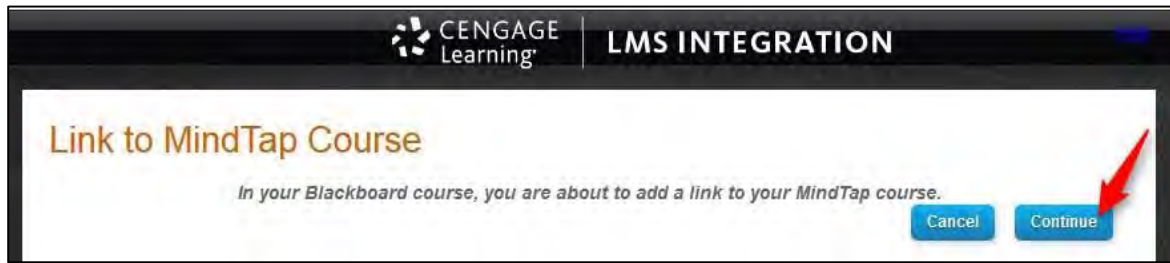 CENGAGE
Learning
LMS INTEGRATION
Link to MindTap Course
In your Blackboard course, you are about to add a link to your MindTap course.
Cancel
Continue